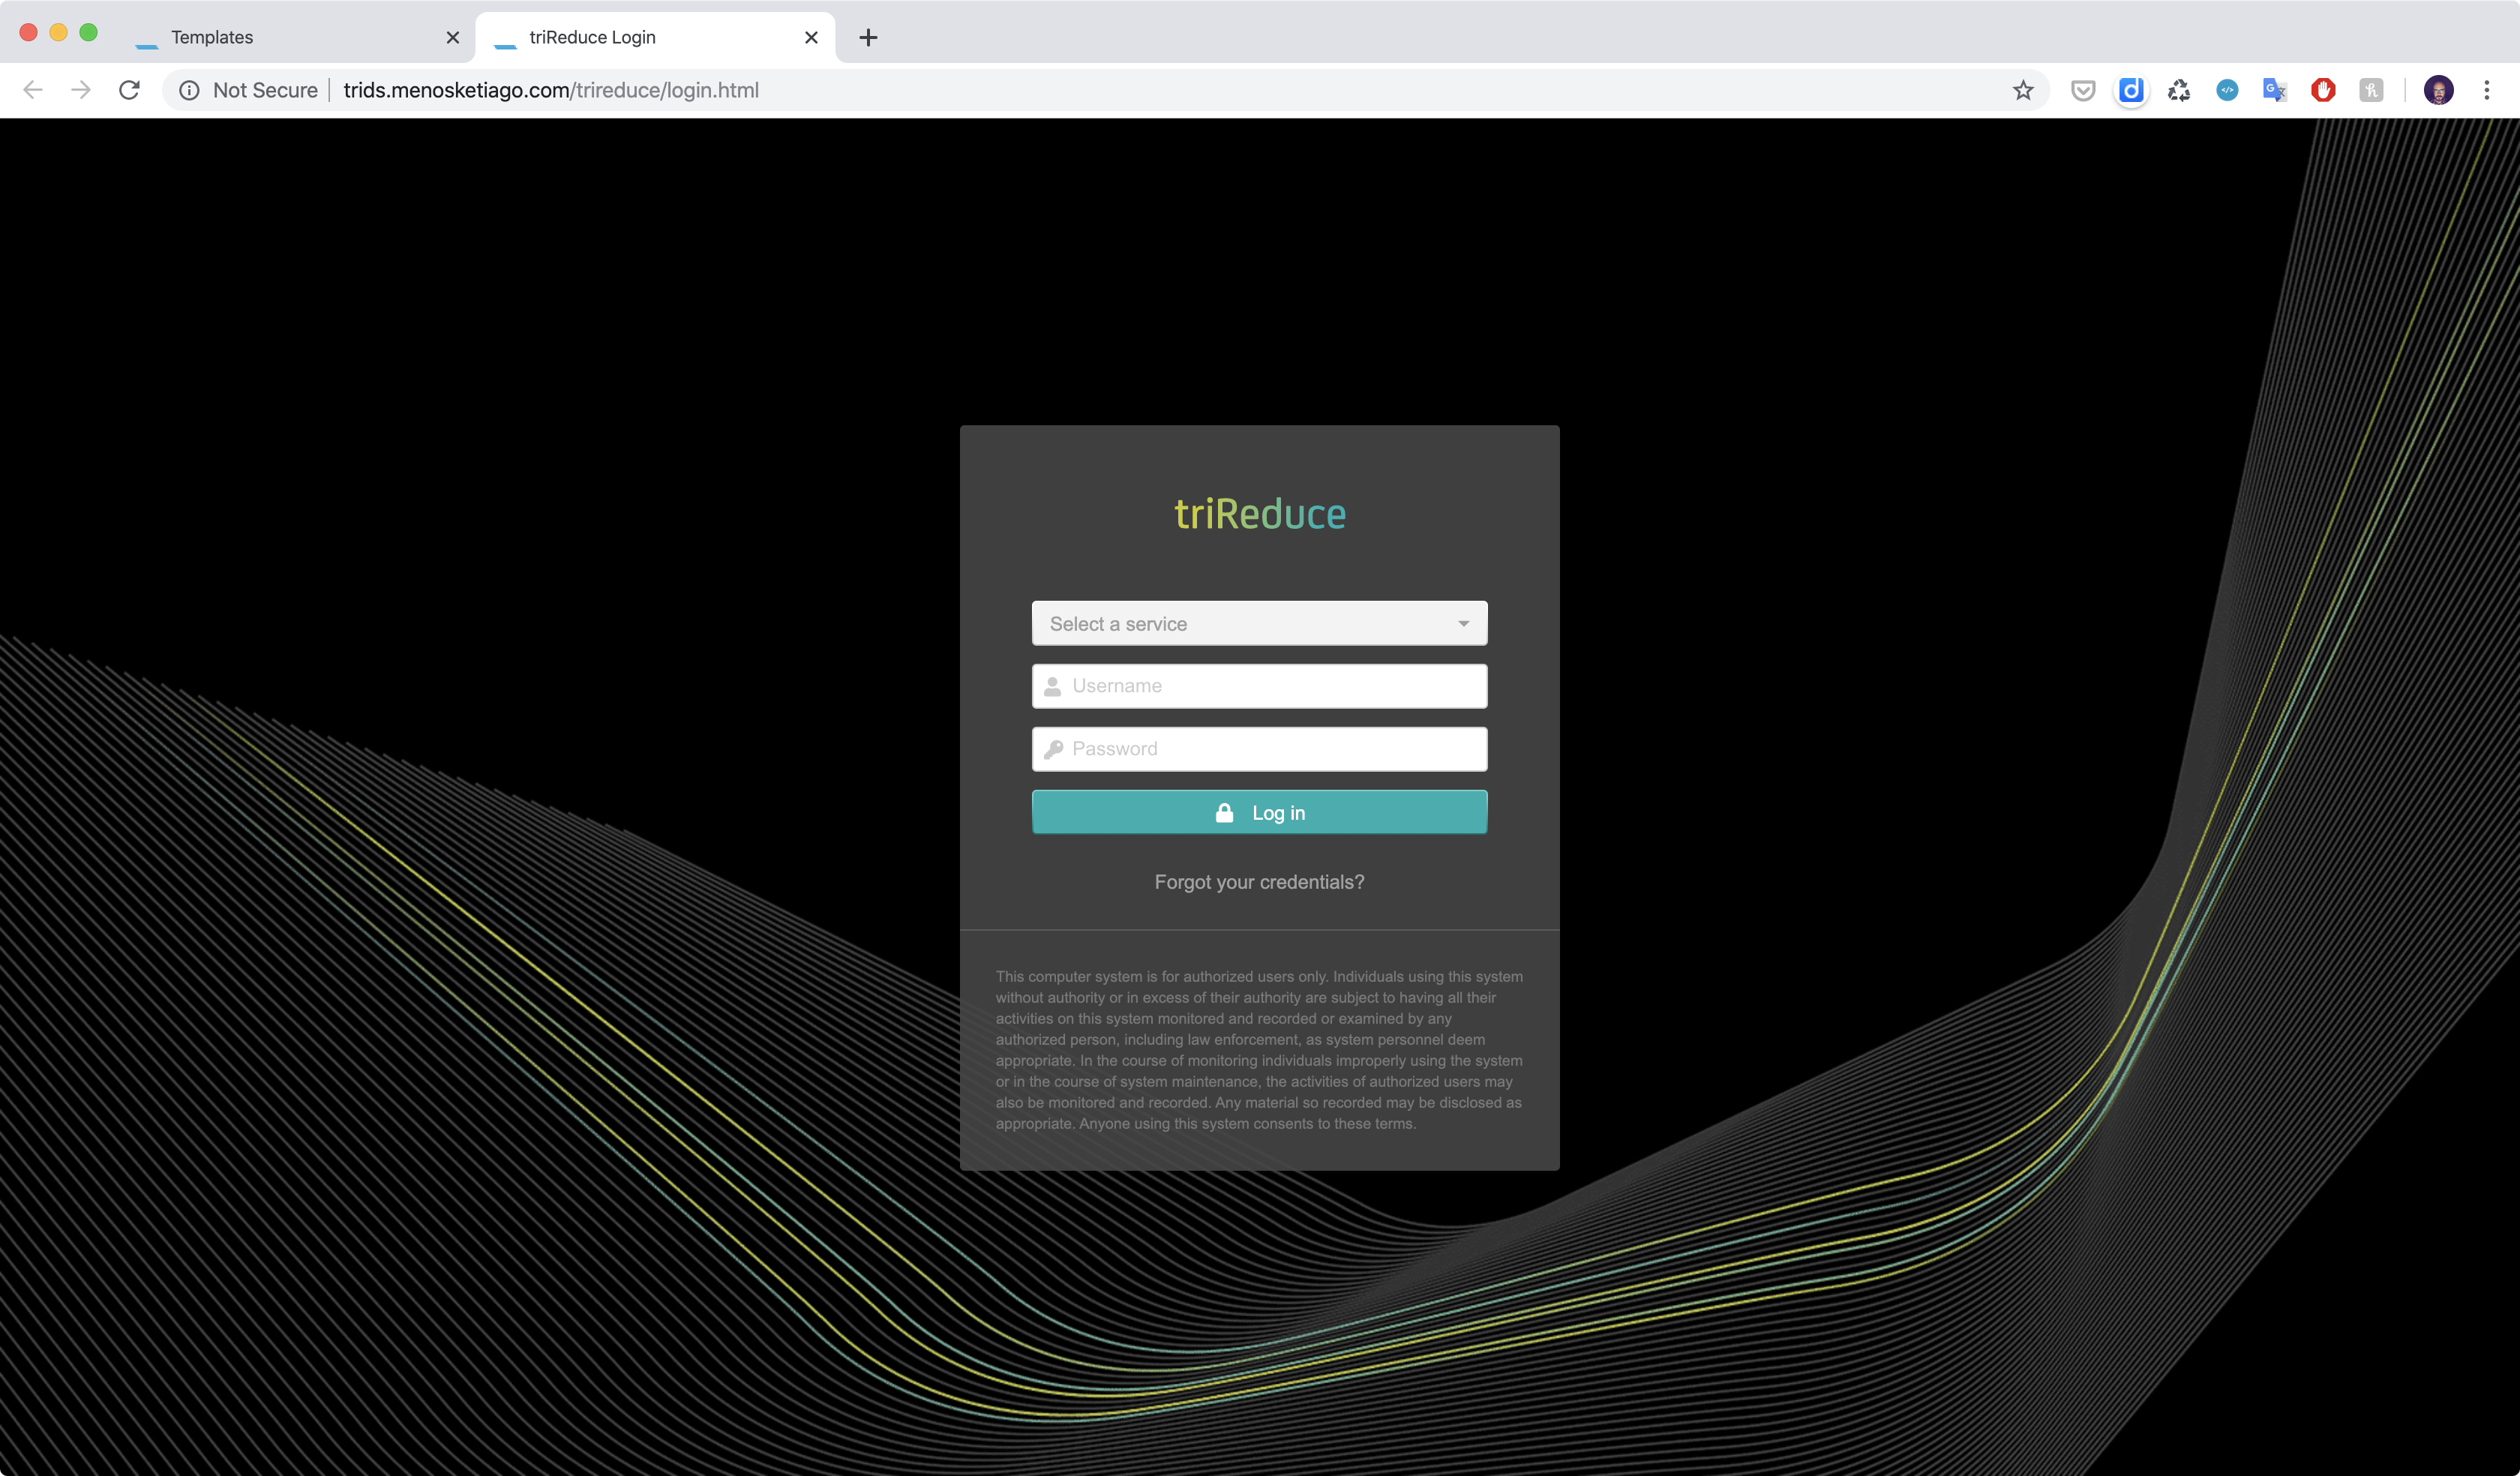 Templates
triReduce Login
Not Secure
trids.menosketiago.com/trireduce/login.html
triReduce
Select a service
Username
Password
Log in
Forgot your credentials?
This computer system is for authorized users only. Individuals using this system
without authority or in excess of their authority are subject to having all their
activities on this system monitored and recorded or examined by any
authorized person, including law enforcement, as system personnel deem
appropriate. In the course of monitoring individuals improperly using the system
or in the course of system maintenance, the activities of authorized users may
also be monitored and recorded. Any material so recorded may be disclosed as
appropriate. Anyone using this system consents to these terms.